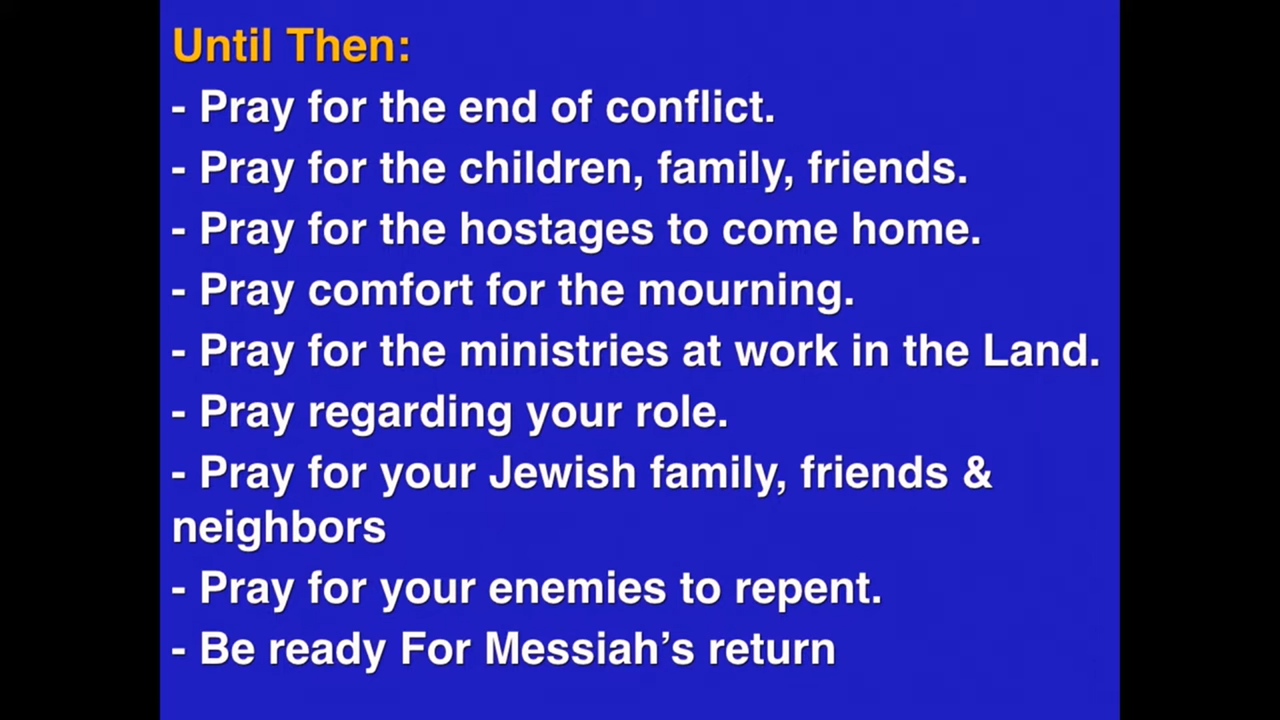 Until Then:
- Pray for the end of conflict.
- Pray for the children, family, friends.
- Pray for the hostages to come home.
- Pray comfort for the mourning.
- Pray for the ministries at work in the Land.
- Pray regarding your role.
- Pray for your Jewish family, friends &
neighbors
- Pray for your enemies to repent.
- Be ready For Messiah’s return